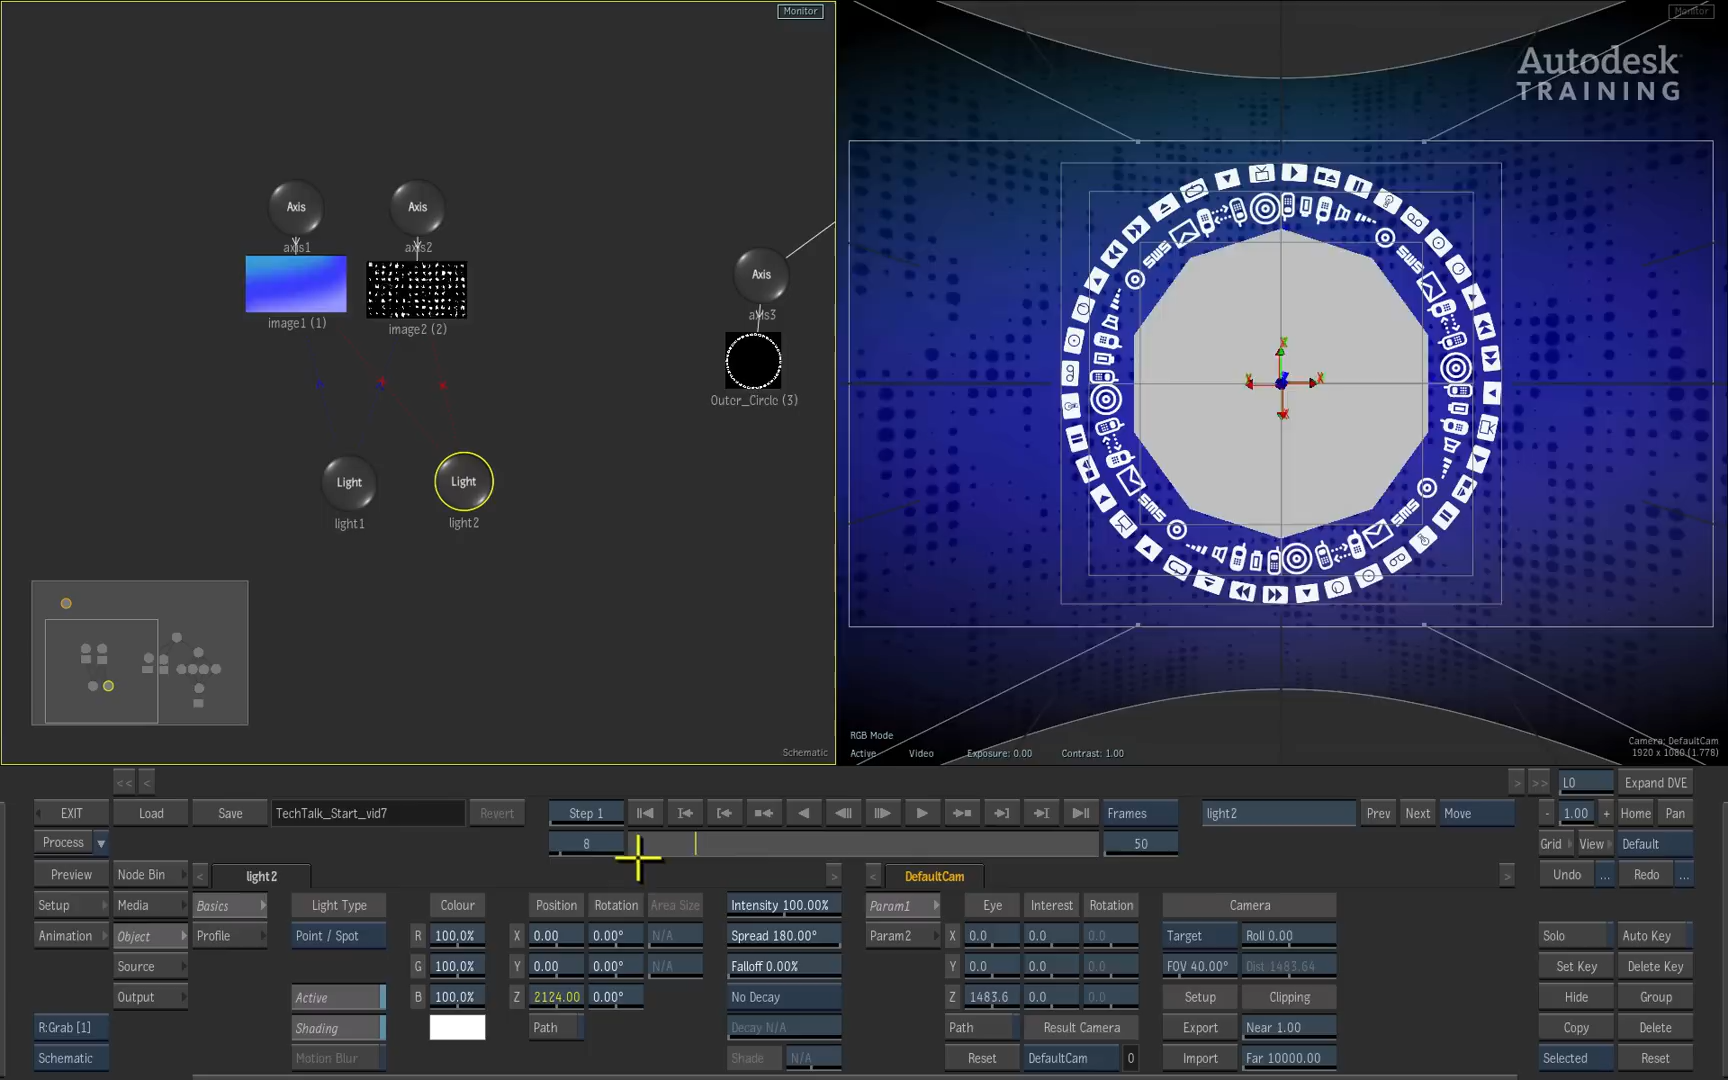 Monitor
Monitor
Autodesk
TRAINING
Axis
Axis
axis1
axis2
Axis
image1 (1)
image2 (2)
axis3
Outer_Circle (3)
Light
Light
light1
light2
SMS
SMS
SMS
SMS
RGB Mode
Active
Video
Exposure: 0.00
Contrast: 1.00
Schematic
Camera: DefaultCam
1920 x 1080 (1.778)
<<
<
>
>>
L0
Expand DVE
EXIT
Load
Save
TechTalk_Start_vid7
Revert
Step 1
Frames
light2
Prev
Next
Move
-
1.00
+
Home
Pan
Process
8
50
Grid
View
Default
Preview
Node Bin
<
light2
>
<
DefaultCam
>
Undo
...
Redo
...
Setup
Media
Basics
Light Type
Colour
Position
Rotation
Area Size
Intensity 100.00%
Param1
Eye
Interest
Rotation
Camera
Animation
Object
Profile
Point / Spot
R
100.0%
X
0.00
0.00°
N/A
Spread 180.00°
Param2
X
0.0
0.0
0.0
Target
Roll 0.00
Solo
Auto Key
Source
G
100.0%
Y
0.00
0.00°
N/A
Falloff 0.00%
Y
0.0
0.0
0.0
FOV 40.00°
Dist 1483.64
Set Key
Delete Key
Output
Active
B
100.0%
Z
2124.00
0.00°
No Decay
Z
1483.6
0.0
0.0
Setup
Clipping
Hide
Group
R:Grab [1]
Shading
Path
Decay N/A
Path
Result Camera
Export
Near 1.00
Copy
Delete
Schematic
Motion Blur
Shade
N/A
Reset
DefaultCam
0
Import
Far 10000.00
Selected
Reset